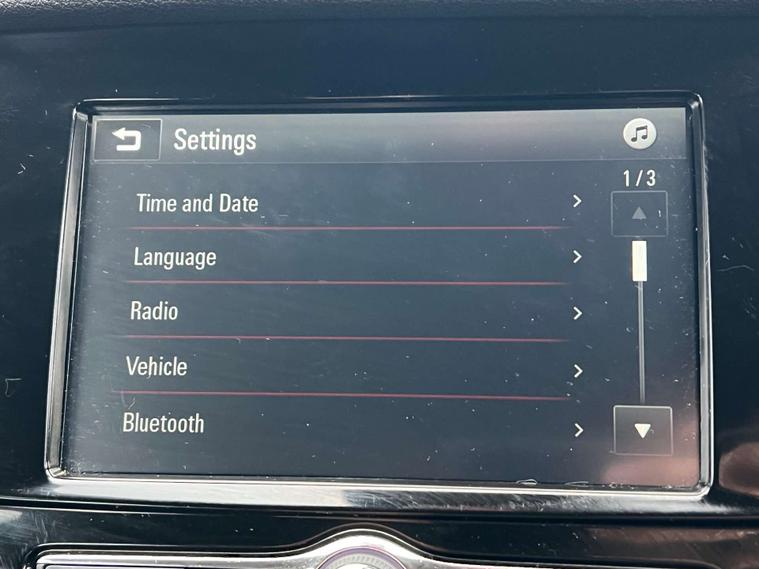 Settings
1/3
Time and Date
Language
Radio
Vehicle
Bluetooth